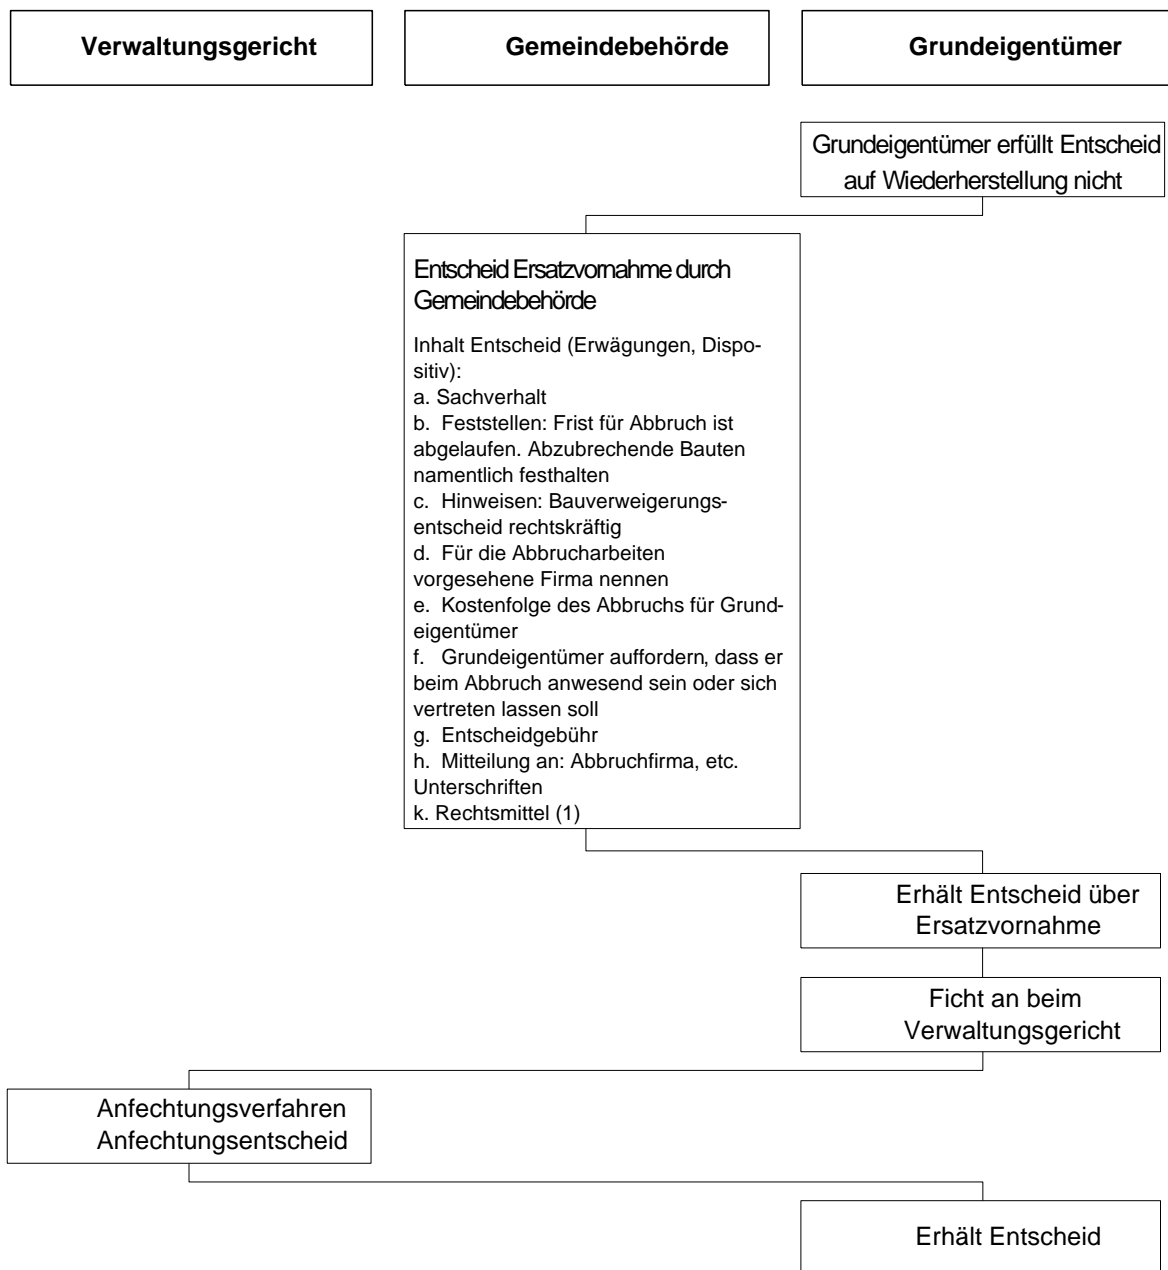 Verwaltungsgericht
Gemeindebehörde
Grundeigentümer
Grundeigentümer erfüllt Entscheid
auf Wiederherstellung nicht
Entscheid Ersatzvornahme durch
Gemeindebehörde
Inhalt Entscheid (Erwägungen, Dispo-
sitiv):
a. Sachverhalt
b. Feststellen: Frist für Abbruch ist
abgelaufen. Abzubrechende Bauten
namentlich festhalten
c. Hinweisen: Bauverweigerungs-
entscheid rechtskräftig
d. Für die Abbrucharbeiten
vorgesehene Firma nennen
e. Kostenfolge des Abbruchs für Grund-
eigentümer
f. Grundeigentümer auffordern, dass er
beim Abbruch anwesend sein oder sich
vertreten lassen soll
g. Entscheidgebühr
h. Mitteilung an: Abbruchfirma, etc.
Unterschriften
k. Rechtsmittel (1)
Erhält Entscheid über
Ersatzvornahme
Ficht an beim
Verwaltungsgericht
Anfechtungsverfahren
Anfechtungsentscheid
Erhält Entscheid